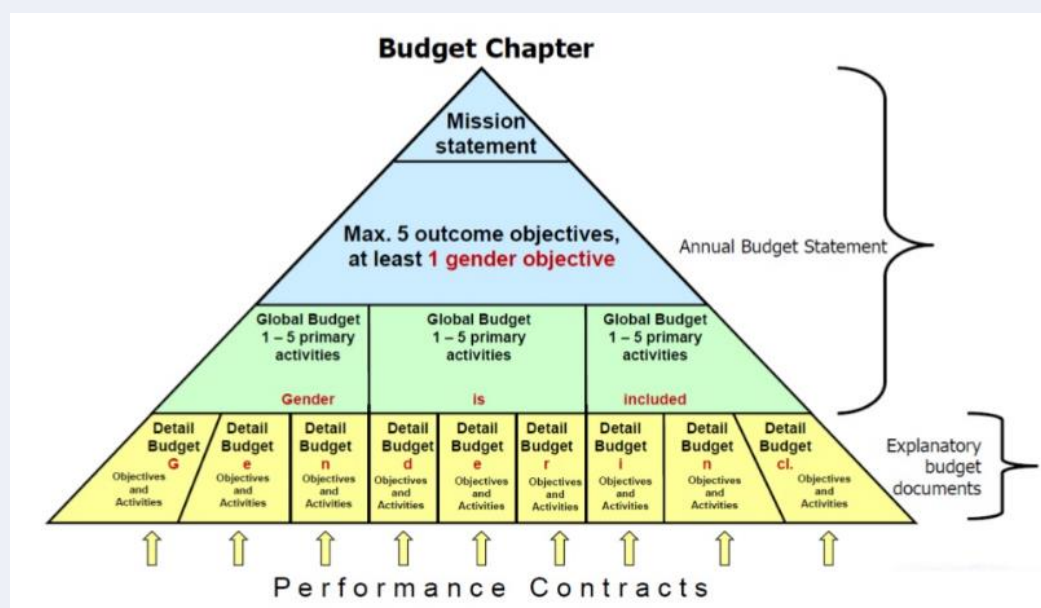 Budget Chapter
Mission
statement
Max. 5 outcome objectives,
at least 1 gender objective
Annual Budget Statement
Global Budget
1 – 5 primary
activities
Gender
Global Budget
1 – 5 primary
activities
is
Global Budget
1 – 5 primary
activities
included
Detail
Budget
G
Objectives
and
Activities
Detail
Budget
e
Objectives
and
Activities
Detail
Budget
n
Objectives
and
Activities
Detail
Budget
d
Objectives
and
Activities
Detail
Budget
e
Objectives
and
Activities
Detail
Budget
r
Objectives
and
Activities
Detail
Budget
i
Objectives
and
Activities
Detail
Budget
n
Objectives
and
Activities
Detail
Budget
cl.
Objectives
and
Activities
Explanatory
budget
documents
Performance Contracts